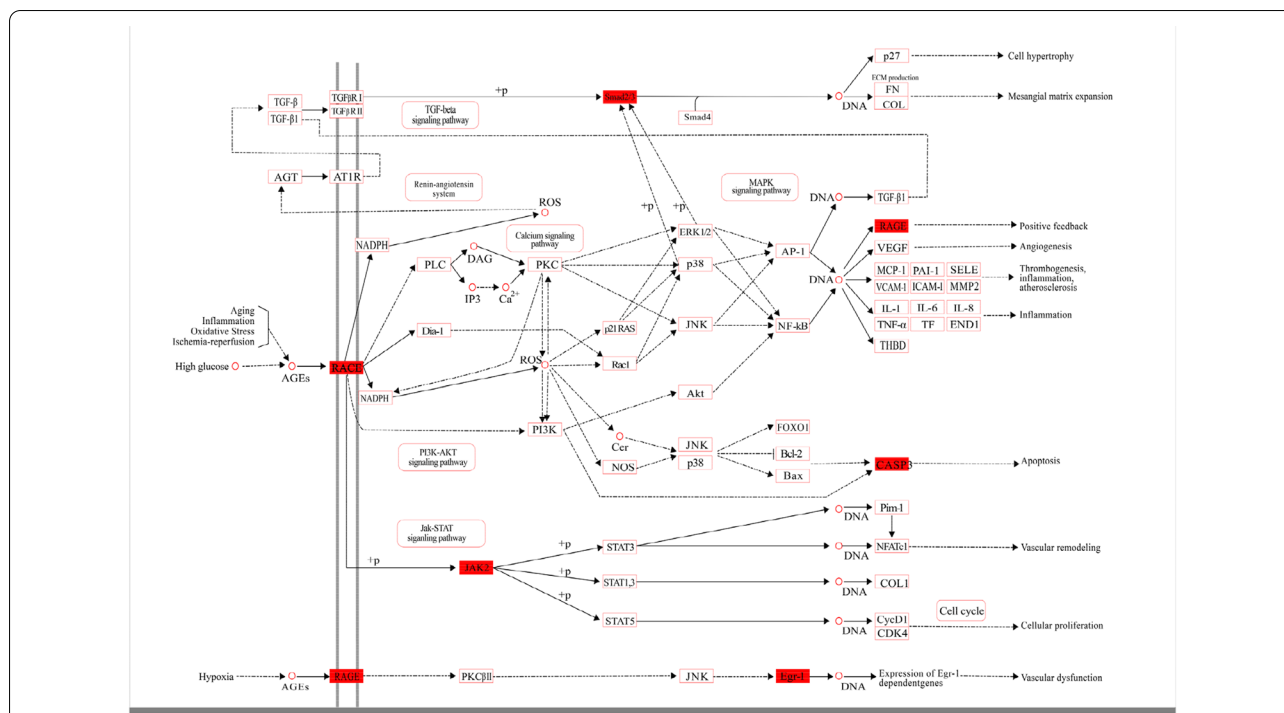 p27
Cell hypertrophy
ECM production
FN
COL
Mesangial matrix expansion
DNA
TGF-β
TGF-β1
TGFβR I
TGFβR II
TGF-beta
signaling pathway
+p
Smad2/3
Smad4
AGT
AT1R
Renin-angiotensin
system
MAPK
signaling pathway
DNA
TGF-β1
ROS
+p
+p
NADPH
Calcium signaling
pathway
ERK1/2
RAGE
Positive feedback
PLC
DAG
PKC
p38
AP-1
VEGF
Angiogenesis
IP3
Ca2+
DNA
MCP-1
PAI-1
SELE
VCAM-1
ICAM-1
MMP2
Thrombogenesis,
inflammation,
atherosclerosis
Aging
Inflammation
Oxidative Stress
Ischemia-reperfusion
Dia-1
p21RAS
JNK
NF-kB
IL-1
IL-6
IL-8
TNF-α
TF
END1
Inflammation
THBD
High glucose
AGEs
RACE
ROS
Rac1
NADPH
Akt
PI3K
Cer
FOXO1
PI3K-AKT
signaling pathway
NOS
JNK
p38
Bcl-2
Bax
CASP3
Apoptosis
Jak-STAT
siganling pathway
DNA
Pim-1
+p
JAK2
+p
STAT3
DNA
NFATc1
Vascular remodeling
+p
STAT1,3
DNA
COL1
+p
STAT5
DNA
CycD1
CDK4
Cell cycle
Cellular proliferation
Hypoxia
AGEs
RAGE
PKCβII
JNK
Egr-1
DNA
Expression of Egr-1
dependentgenes
Vascular dysfunction